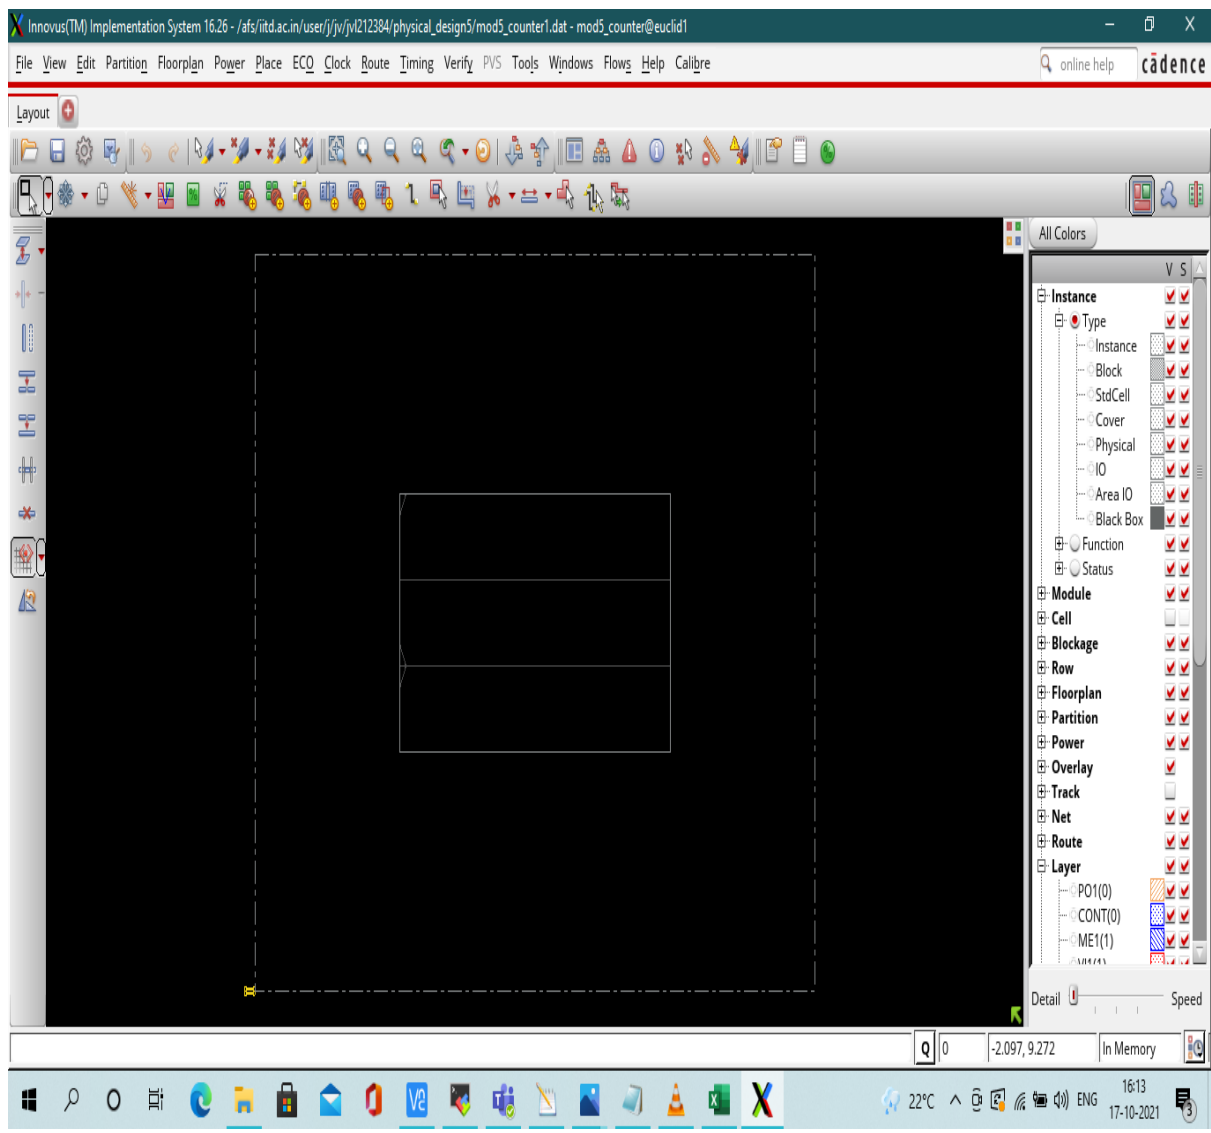 Innovus(TM) Implementation System 16.26 - /afs/iitd.ac.in/user/j/jv/jvl212384/physical_design5/mod5_counter1.dat - mod5_counter@euclid1
File View Edit Partition Floorplan Power Place ECO Clock Route Timing Verify PVS Tools Windows Flows Help Calibre
online help
cādence
Layout
All Colors
V S
Instance
Type
Instance
Block
StdCell
Cover
Physical
IO
Area IO
Black Box
Function
Status
Module
Cell
Blockage
Row
Floorplan
Partition
Power
Overlay
Track
Net
Route
Layer
PO1(0)
CONT(0)
ME1(1)
VI1(1)
Detail Speed
Q 0 -2.097, 9.272 In Memory
22°C ENG 16:13
17-10-2021
3